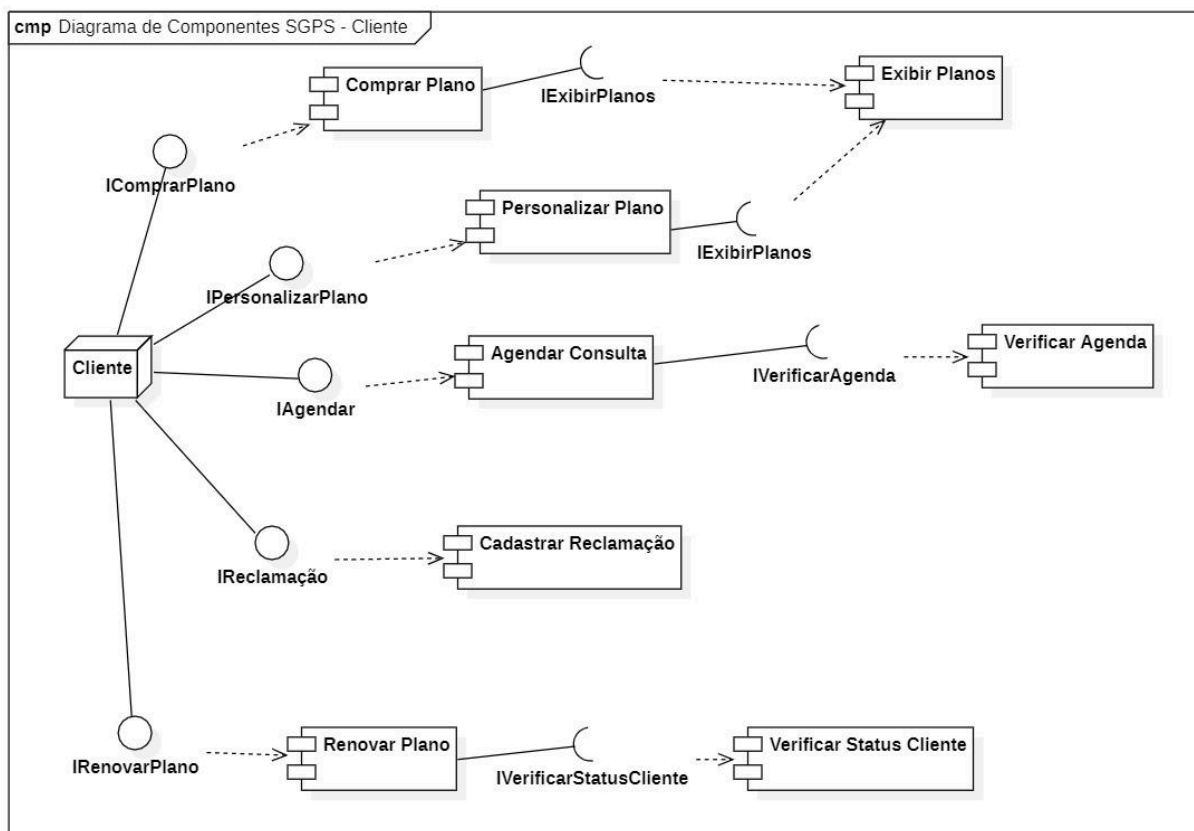 cmp Diagrama de Componentes SGPS - Cliente
Comprar Plano
IExibirPlanos
Exibir Planos
IComprarPlano
Personalizar Plano
IExibirPlanos
IPersonalizarPlano
Cliente
Agendar Consulta
IVerificarAgenda
Verificar Agenda
IAgendar
Cadastrar Reclamação
IReclamação
Renovar Plano
IVerificarStatusCliente
Verificar Status Cliente
IRenovarPlano